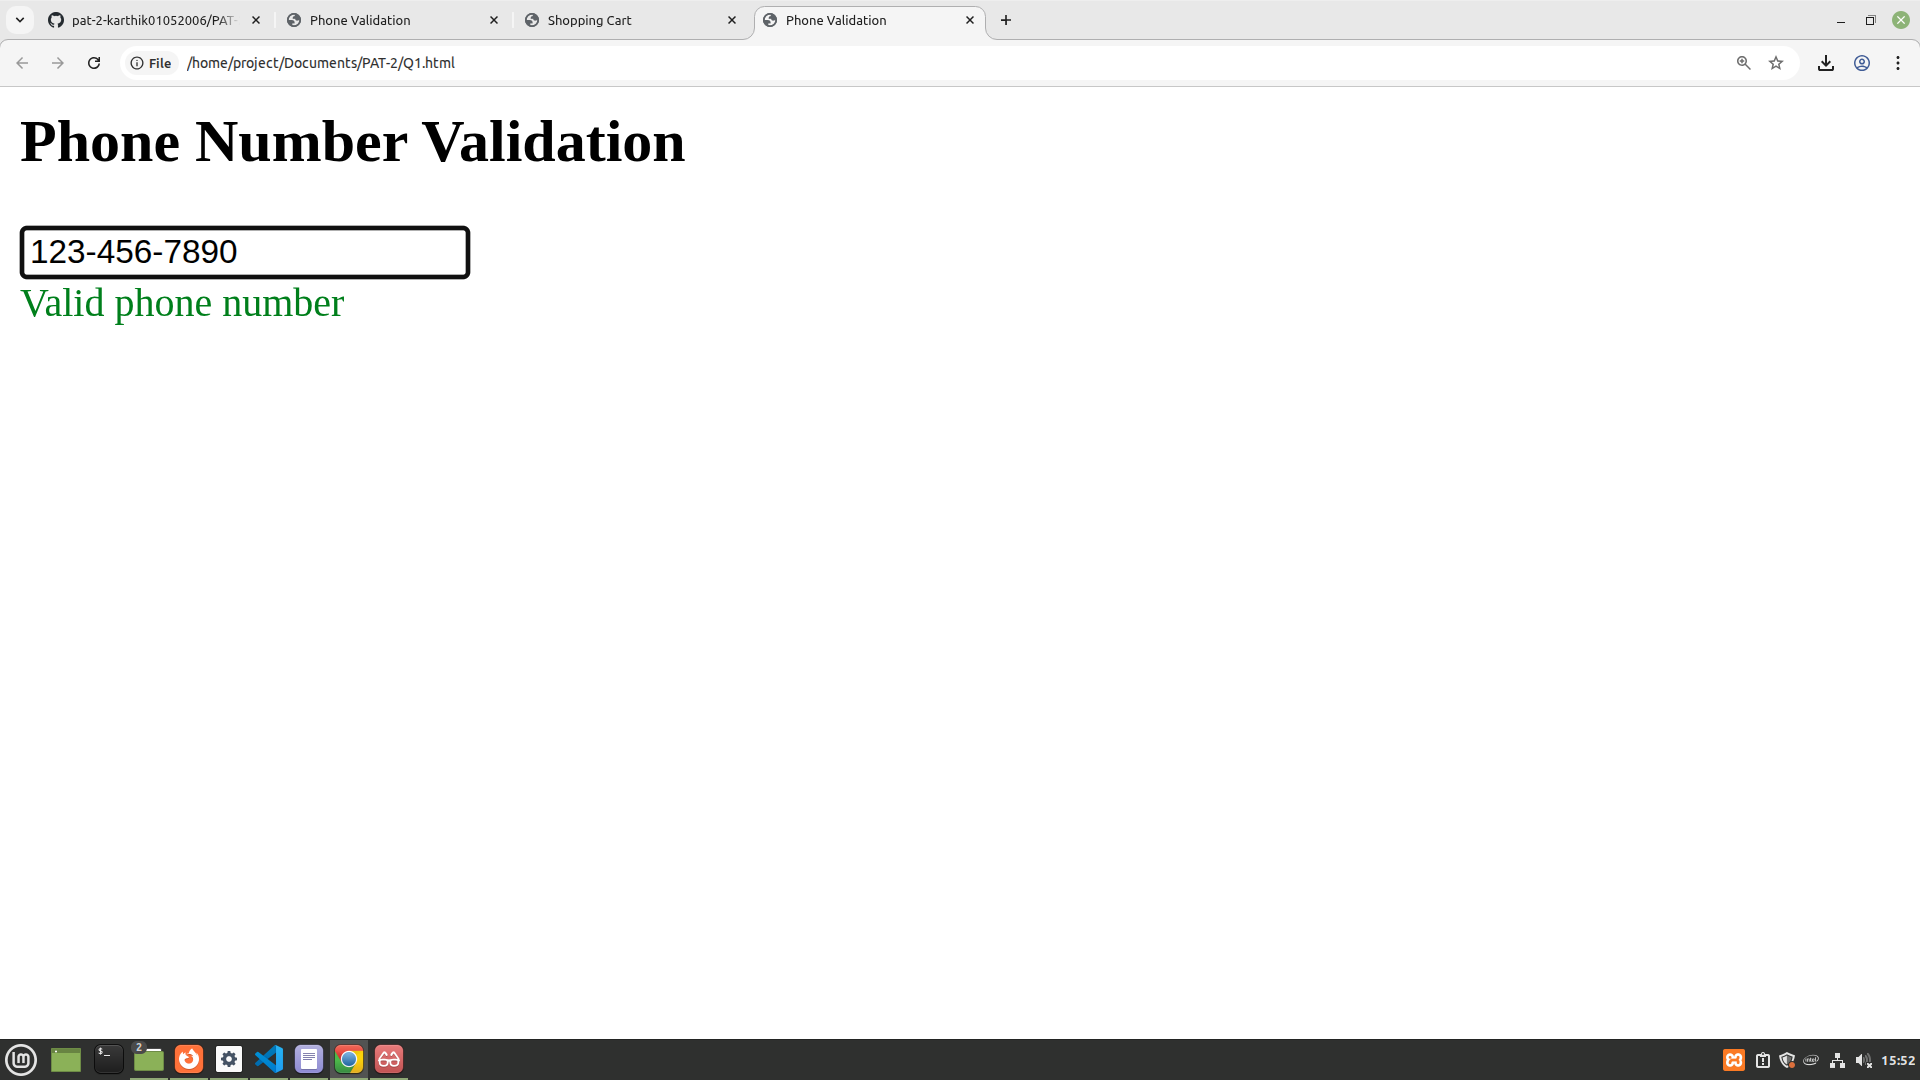 pat-2-karthik01052006/PAT-
Phone Validation
Shopping Cart
Phone Validation
File
/home/project/Documents/PAT-2/Q1.html
Phone Number Validation
123-456-7890
Valid phone number
$_
2
intel
15:52